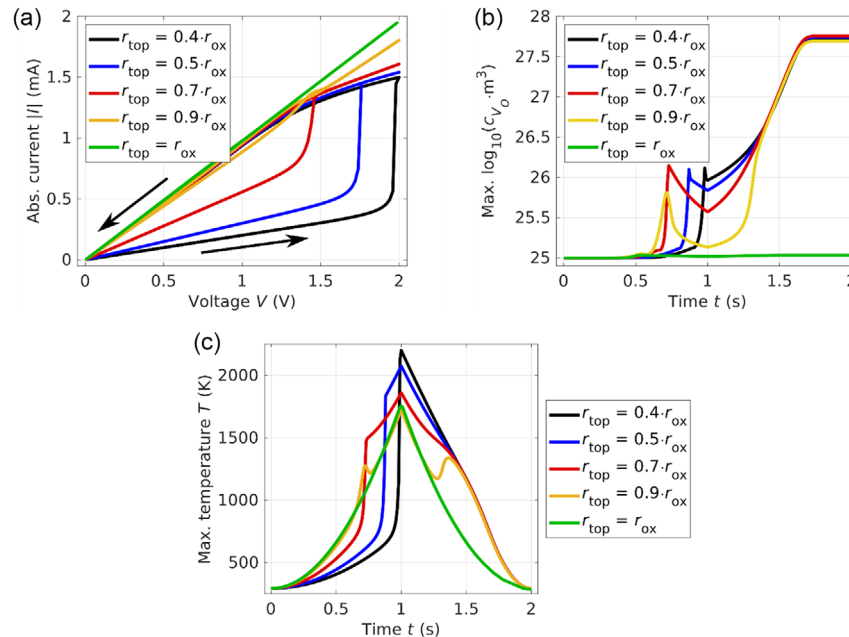 (a)
2
1.5
1
0.5
0
Abs. current |I| (mA)
r_top = 0.4·r_ox
r_top = 0.5·r_ox
r_top = 0.7·r_ox
r_top = 0.9·r_ox
r_top = r_ox
0 0.5 1 1.5 2
Voltage V (V)
(b)
28
27.5
27
26.5
26
25.5
25
24.5
Max. log₁₀(c_V_O·m³)
r_top = 0.4·r_ox
r_top = 0.5·r_ox
r_top = 0.7·r_ox
r_top = 0.9·r_ox
r_top = r_ox
0 0.5 1 1.5 2
Time t (s)
(c)
2000
1500
1000
500
Max. temperature T (K)
0 0.5 1 1.5 2
Time t (s)
r_top = 0.4·r_ox
r_top = 0.5·r_ox
r_top = 0.7·r_ox
r_top = 0.9·r_ox
r_top = r_ox